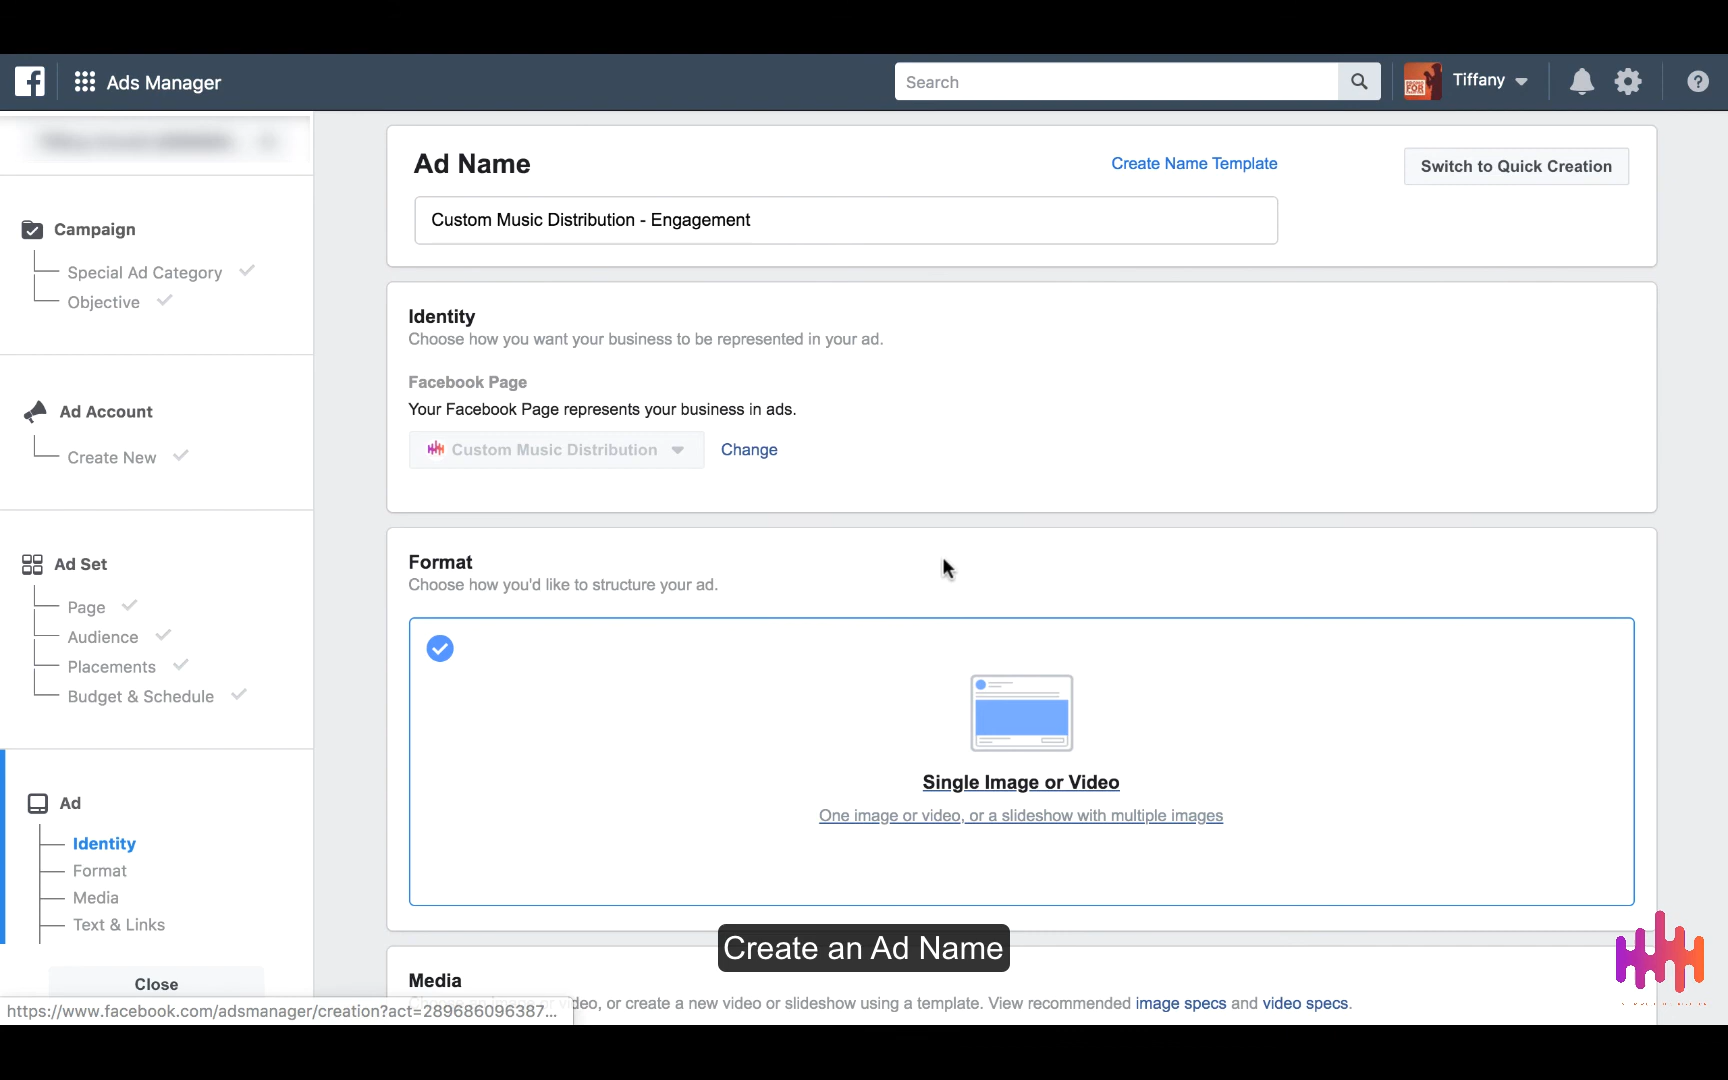 Ads Manager
Search
Tiffany
Ad Name
Create Name Template
Switch to Quick Creation
Custom Music Distribution - Engagement
Campaign
Special Ad Category
Objective
Identity
Choose how you want your business to be represented in your ad.
Facebook Page
Your Facebook Page represents your business in ads.
Custom Music Distribution
Change
Ad Account
Create New
Ad Set
Page
Audience
Placements
Budget & Schedule
Format
Choose how you'd like to structure your ad.
Single Image or Video
One image or video, or a slideshow with multiple images
Ad
Identity
Format
Media
Text & Links
Close
Create an Ad Name
Media
deo, or create a new video or slideshow using a template. View recommended image specs and video specs.
https://www.facebook.com/adsmanager/creation?act=289686096387...